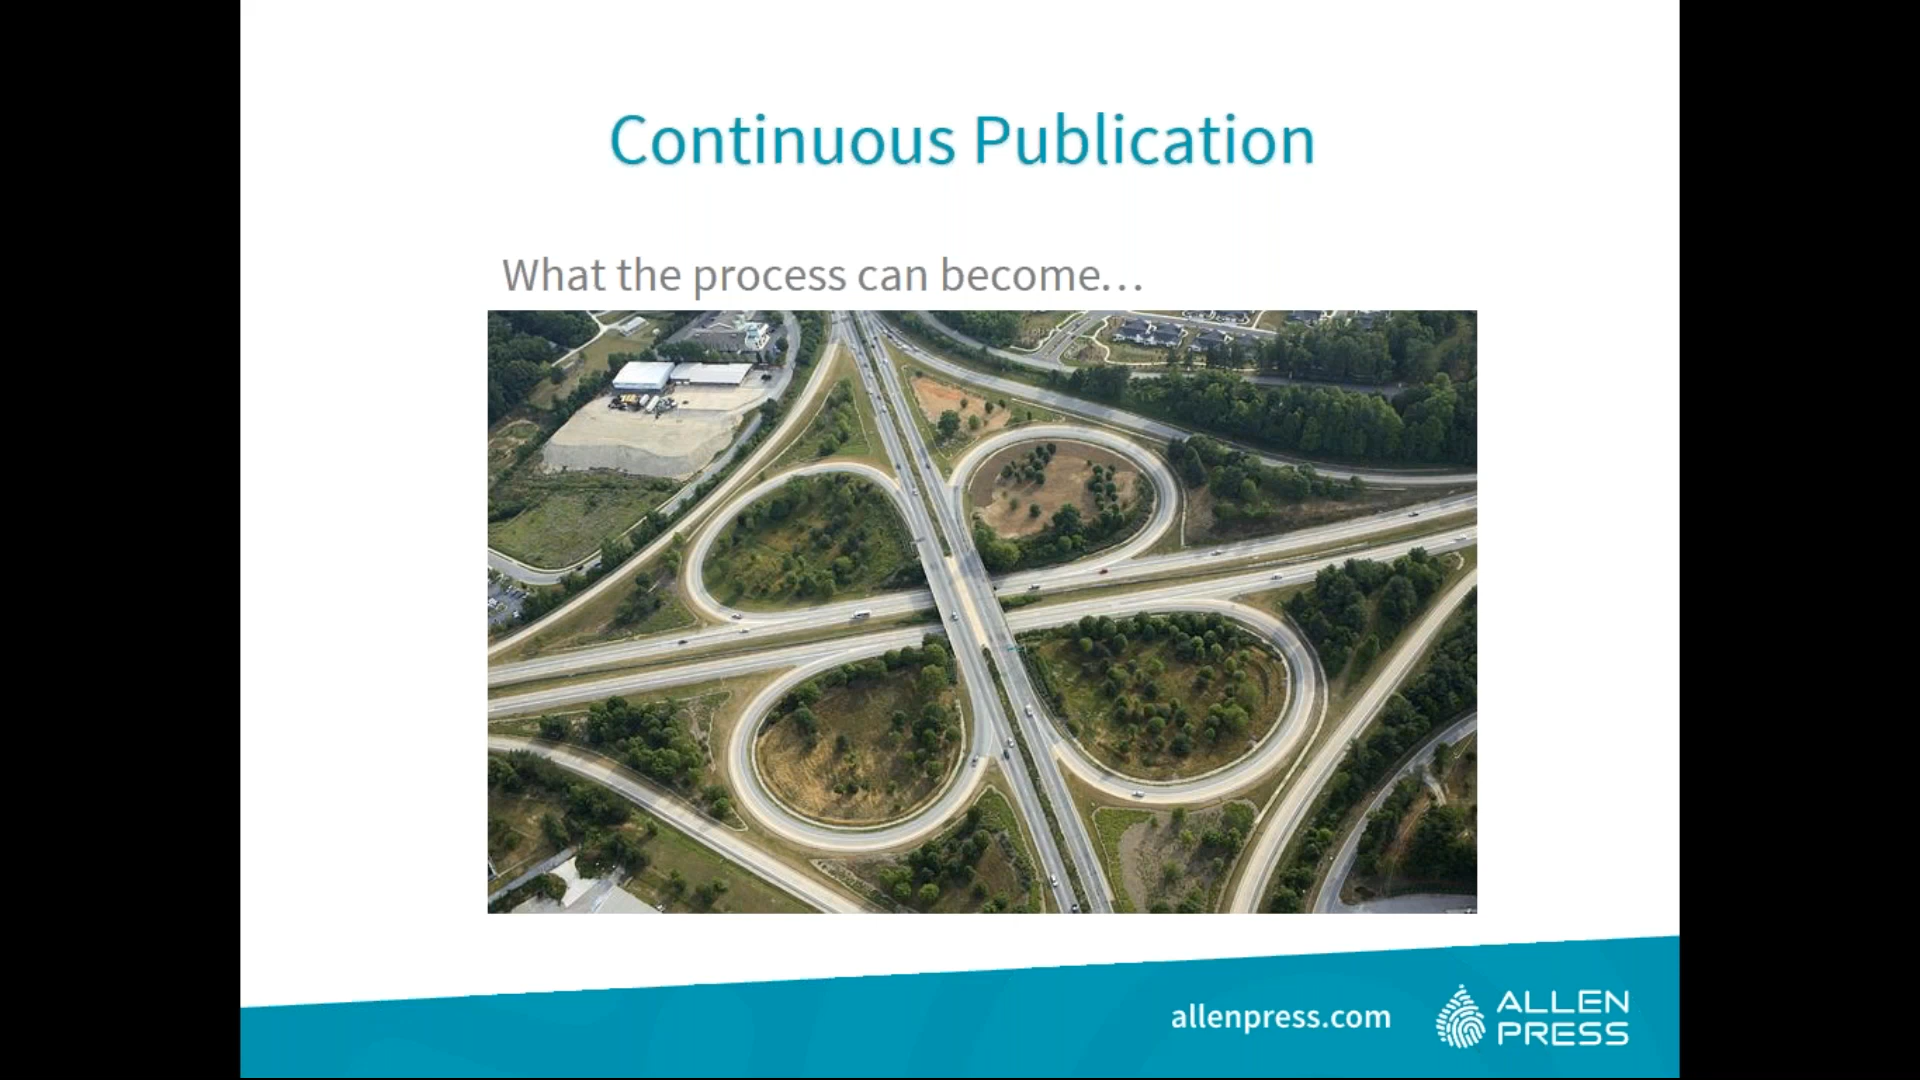 Continuous Publication
What the process can become…
allenpress.com
ALLEN
PRESS